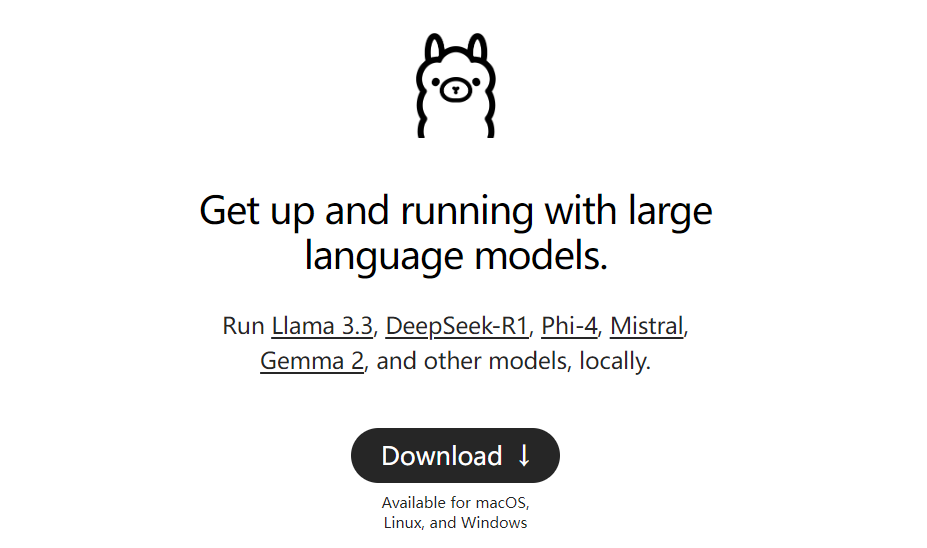 Get up and running with large
language models.
Run Llama 3.3, DeepSeek-R1, Phi-4, Mistral,
Gemma 2, and other models, locally.
Download ↓
Available for macOS,
Linux, and Windows